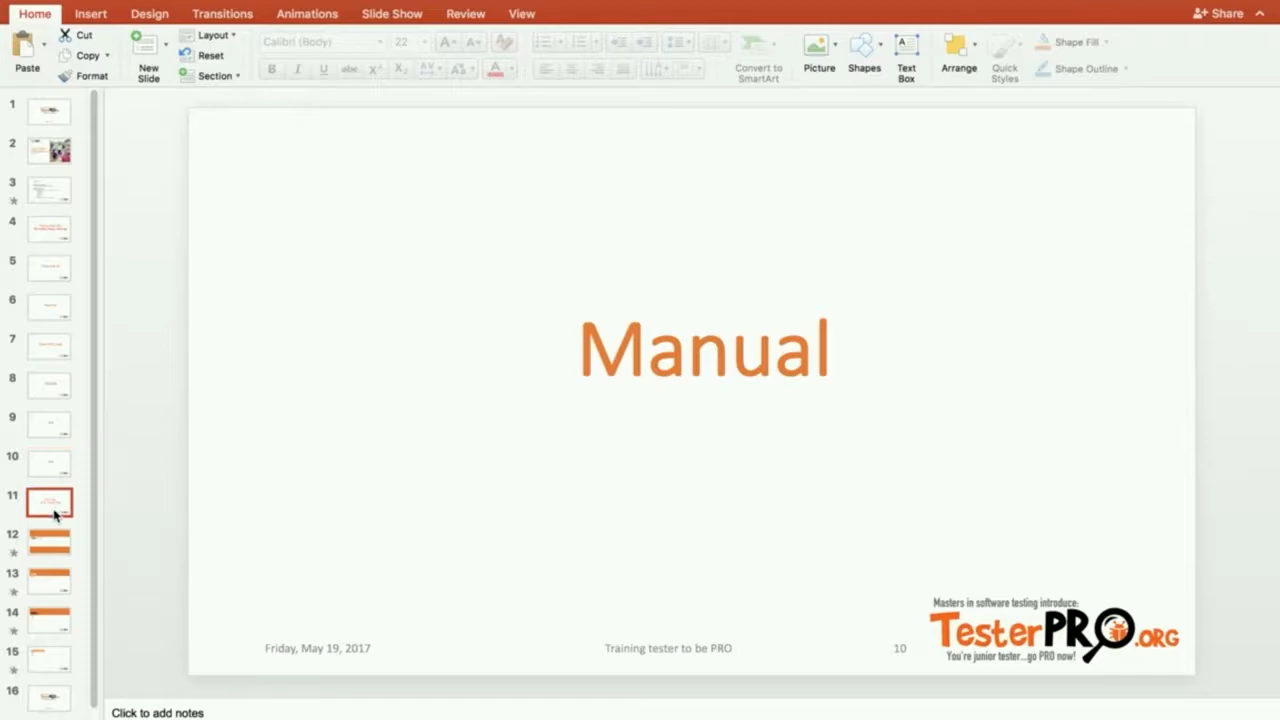 Home Insert Design Transitions Animations Slide Show Review View Share
Paste
Cut
Copy
Format
New Slide
Layout
Reset
Section
Calibri (Body) 22
Convert to SmartArt
Picture
Shapes
Text Box
Arrange
Quick Styles
Shape Fill
Shape Outline
1
2
3
4
5
6
7
8
9
10
11
12
13
14
15
16
Manual
Friday, May 19, 2017
Training tester to be PRO
10
Masters in software testing introduce:
TesterPRO.ORG
You're junior tester...go PRO now!
Click to add notes